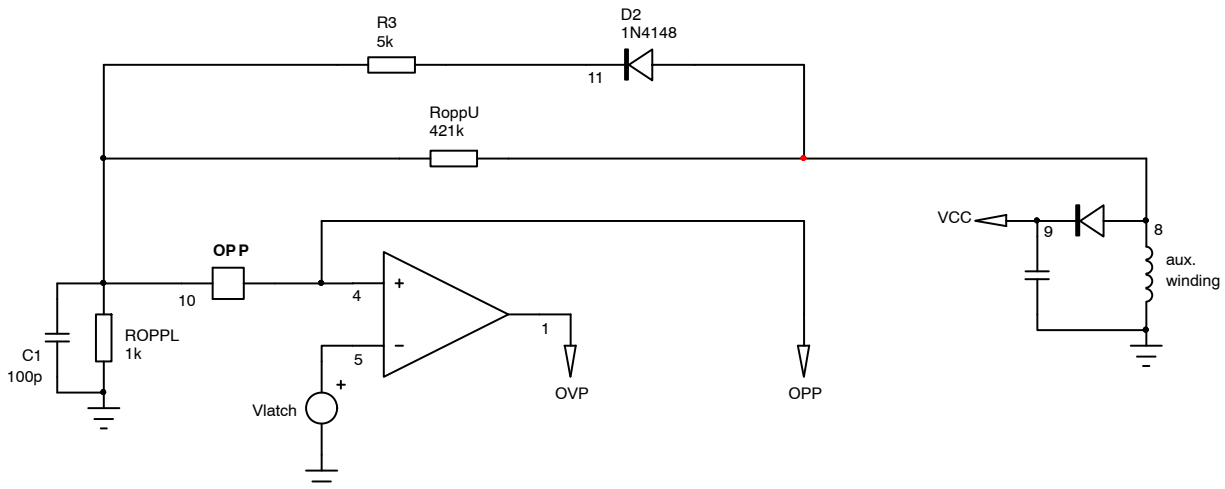 D2
1N4148
R3
5k
11
RoppU
421k
VCC
9
8
aux.
winding
OPP
10
4
+
ROPPL
1k
C1
100p
5
−
1
+
Vlatch
OVP
OPP